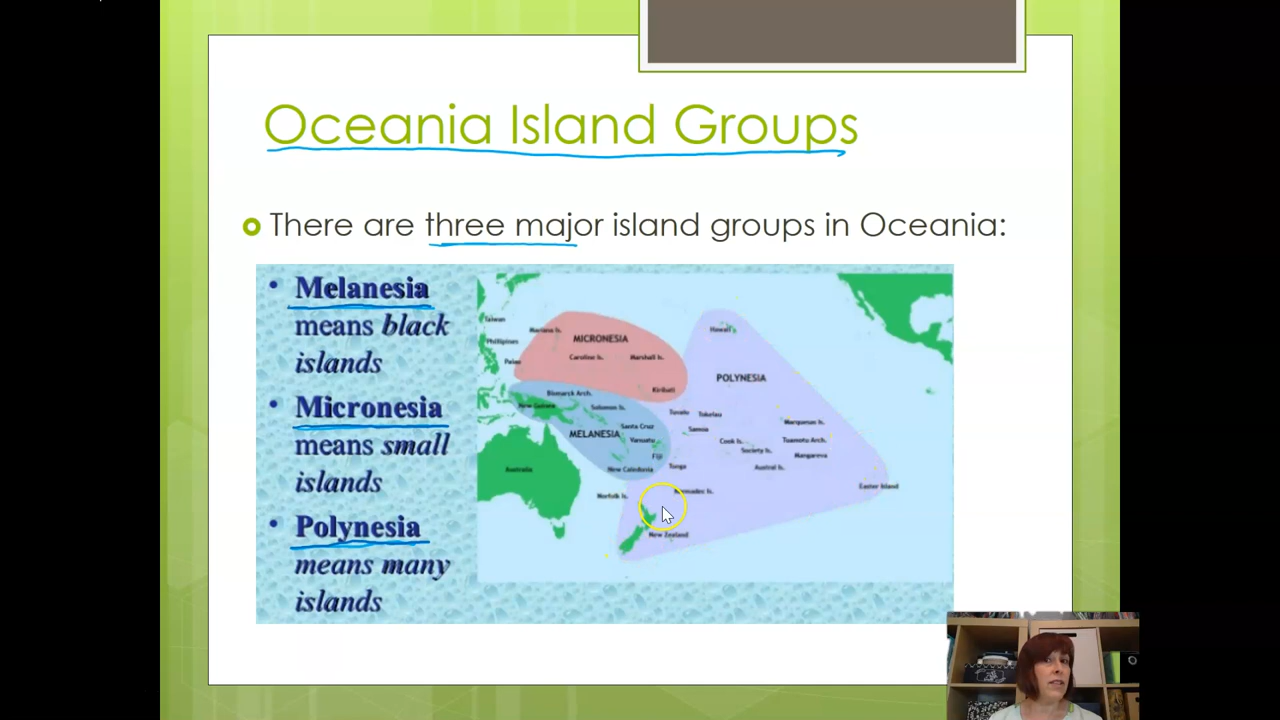 Oceania Island Groups
There are three major island groups in Oceania:
• Melanesia
means black
islands
• Micronesia
means small
islands
• Polynesia
means many
islands
Taiwan
Phillipines
Palau
Mariana Is.
MICRONESIA
Caroline Is.
Marshall Is.
Kiribati
Hawaii
POLYNESIA
Bismarck Arch.
New Guinea
Solomon Is.
Santa Cruz
MELANESIA
Vanuatu
Fiji
New Caledonia
Tuvalu
Tokelau
Samoa
Cook Is.
Society Is.
Tonga
Austral Is.
Marquesas Is.
Tuamotu Arch.
Mangareva
Easter Island
Australia
Norfolk Is.
Kermadec Is.
New Zealand